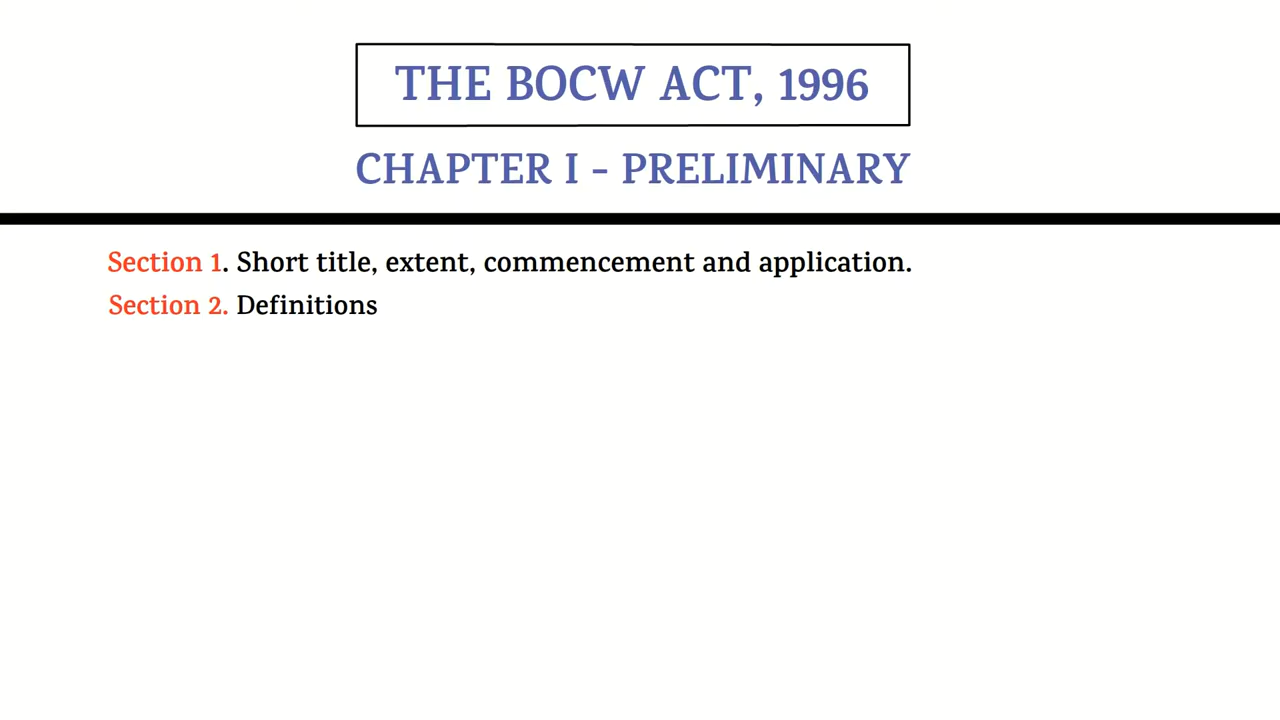 THE BOCW ACT, 1996
CHAPTER I - PRELIMINARY
Section 1. Short title, extent, commencement and application.
Section 2. Definitions